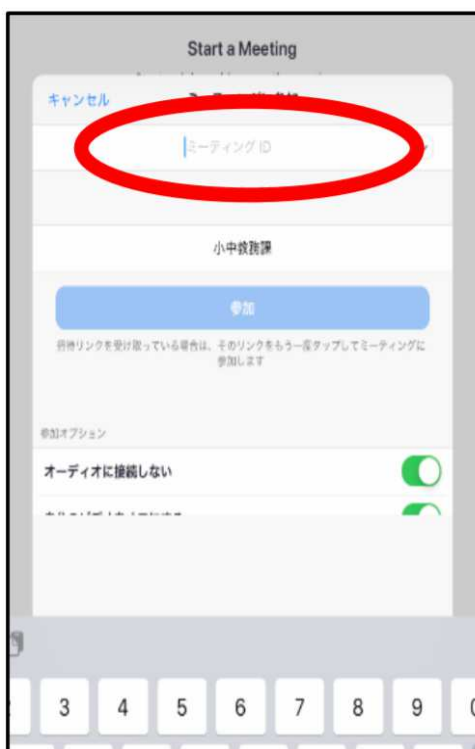 Start a Meeting
キャンセル
ミーティング ID
小中教務課
参加
招待リンクを受け取っている場合は、そのリンクをもう一度タップしてミーティングに
参加します
参加オプション
オーディオに接続しない
3 4 5 6 7 8 9